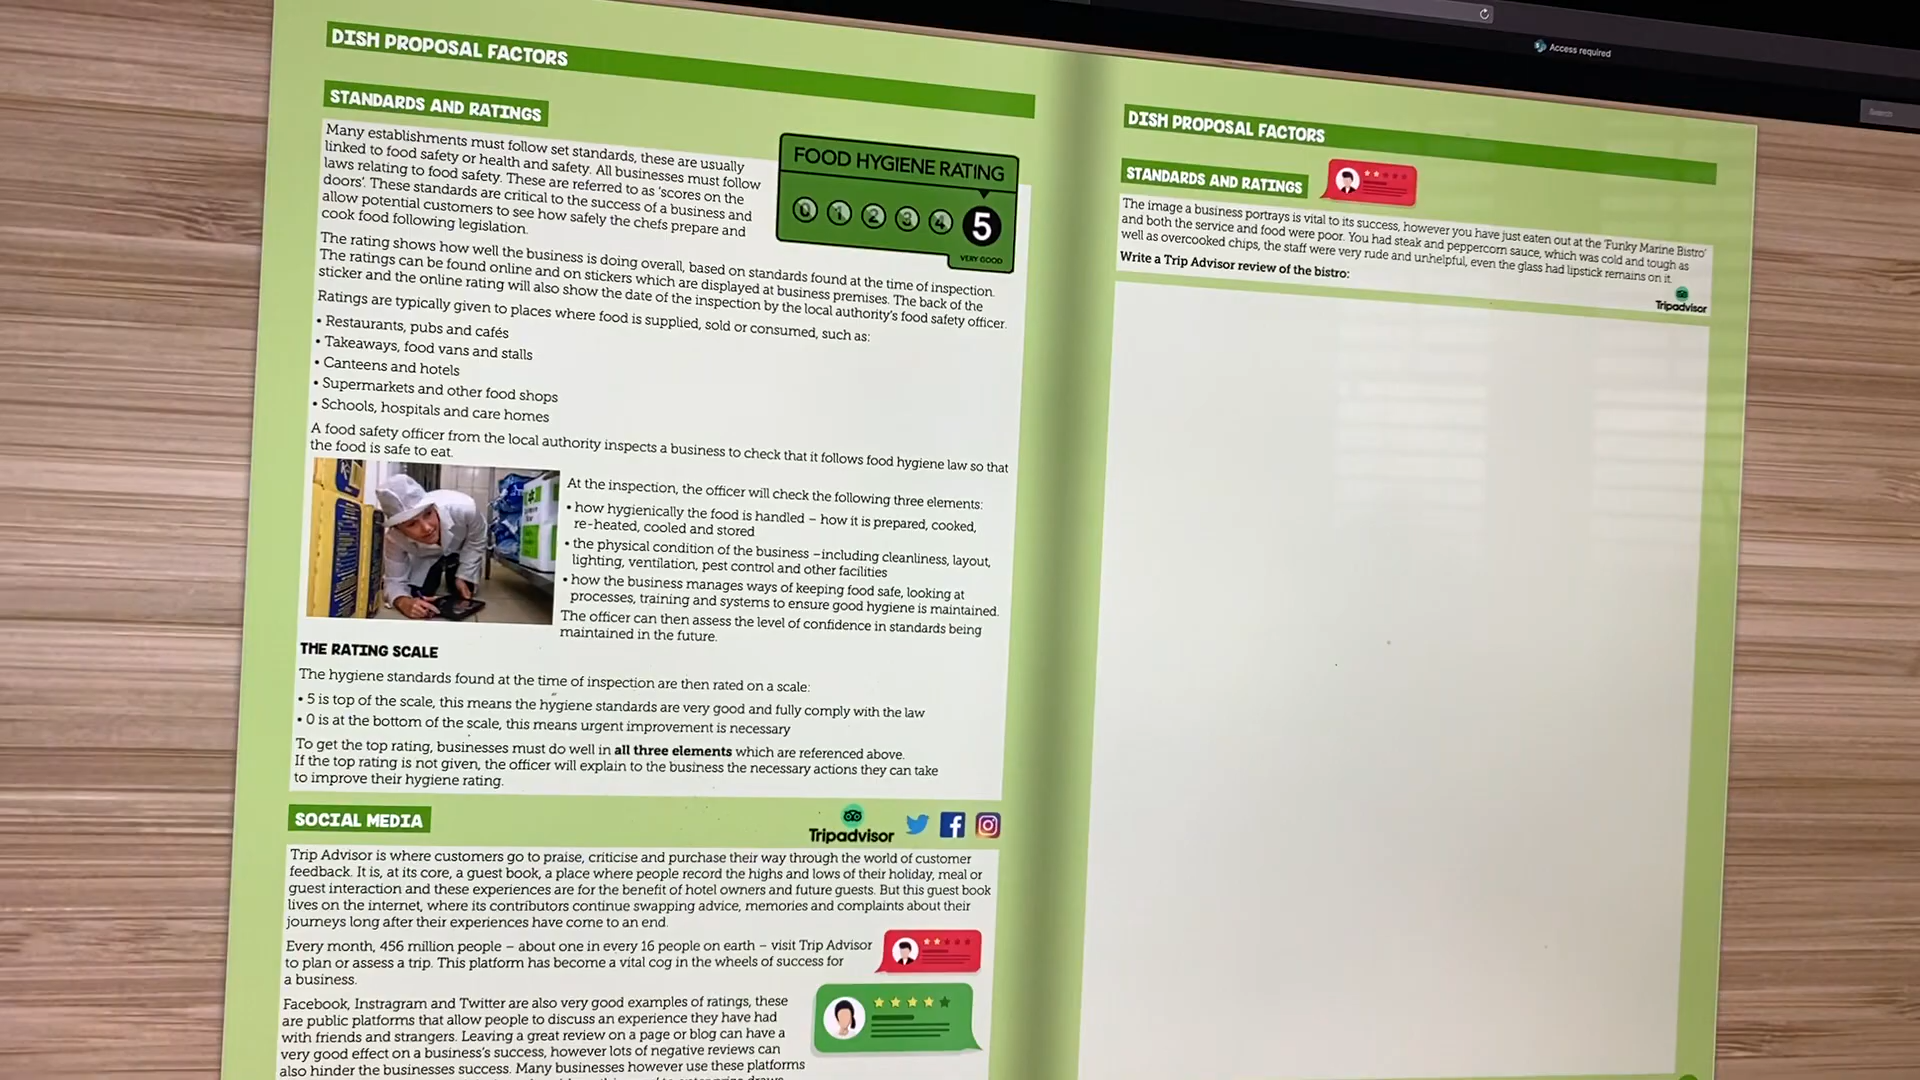 Access required
Search
DISH PROPOSAL FACTORS
STANDARDS AND RATINGS
Many establishments must follow set standards, these are usually
linked to food safety or health and safety. All businesses must follow
laws relating to food safety. These are referred to as 'scores on the
doors'. These standards are critical to the success of a business and
allow potential customers to see how safely the chefs prepare and
cook food following legislation.
FOOD HYGIENE RATING
0 1 2 3 4 5
VERY GOOD
The rating shows how well the business is doing overall, based on standards found at the time of inspection.
The ratings can be found online and on stickers which are displayed at business premises. The back of the
sticker and the online rating will also show the date of the inspection by the local authority's food safety officer.
Ratings are typically given to places where food is supplied, sold or consumed, such as:
• Restaurants, pubs and cafés
• Takeaways, food vans and stalls
• Canteens and hotels
• Supermarkets and other food shops
• Schools, hospitals and care homes
A food safety officer from the local authority inspects a business to check that it follows food hygiene law so that
the food is safe to eat.
At the inspection, the officer will check the following three elements:
• how hygienically the food is handled – how it is prepared, cooked,
re-heated, cooled and stored
• the physical condition of the business –including cleanliness, layout,
lighting, ventilation, pest control and other facilities
• how the business manages ways of keeping food safe, looking at
processes, training and systems to ensure good hygiene is maintained.
The officer can then assess the level of confidence in standards being
maintained in the future.
THE RATING SCALE
The hygiene standards found at the time of inspection are then rated on a scale:
• 5 is top of the scale, this means the hygiene standards are very good and fully comply with the law
• 0 is at the bottom of the scale, this means urgent improvement is necessary
To get the top rating, businesses must do well in all three elements which are referenced above.
If the top rating is not given, the officer will explain to the business the necessary actions they can take
to improve their hygiene rating.
SOCIAL MEDIA
Tripadvisor
Trip Advisor is where customers go to praise, criticise and purchase their way through the world of customer
feedback. It is, at its core, a guest book, a place where people record the highs and lows of their holiday, meal or
guest interaction and these experiences are for the benefit of hotel owners and future guests. But this guest book
lives on the internet, where its contributors continue swapping advice, memories and complaints about their
journeys long after their experiences have come to an end.
Every month, 456 million people – about one in every 16 people on earth – visit Trip Advisor
to plan or assess a trip. This platform has become a vital cog in the wheels of success for
a business.
Facebook, Instragram and Twitter are also very good examples of ratings, these
are public platforms that allow people to discuss an experience they have had
with friends and strangers. Leaving a great review on a page or blog can have a
very good effect on a business's success, however lots of negative reviews can
also hinder the businesses success. Many businesses however use these platforms
DISH PROPOSAL FACTORS
STANDARDS AND RATINGS
The image a business portrays is vital to its success, however you have just eaten out at the 'Funky Marine Bistro'
and both the service and food were poor. You had steak and peppercorn sauce, which was cold and tough as
well as overcooked chips, the staff were very rude and unhelpful, even the glass had lipstick remains on it.
Write a Trip Advisor review of the bistro:
Tripadvisor